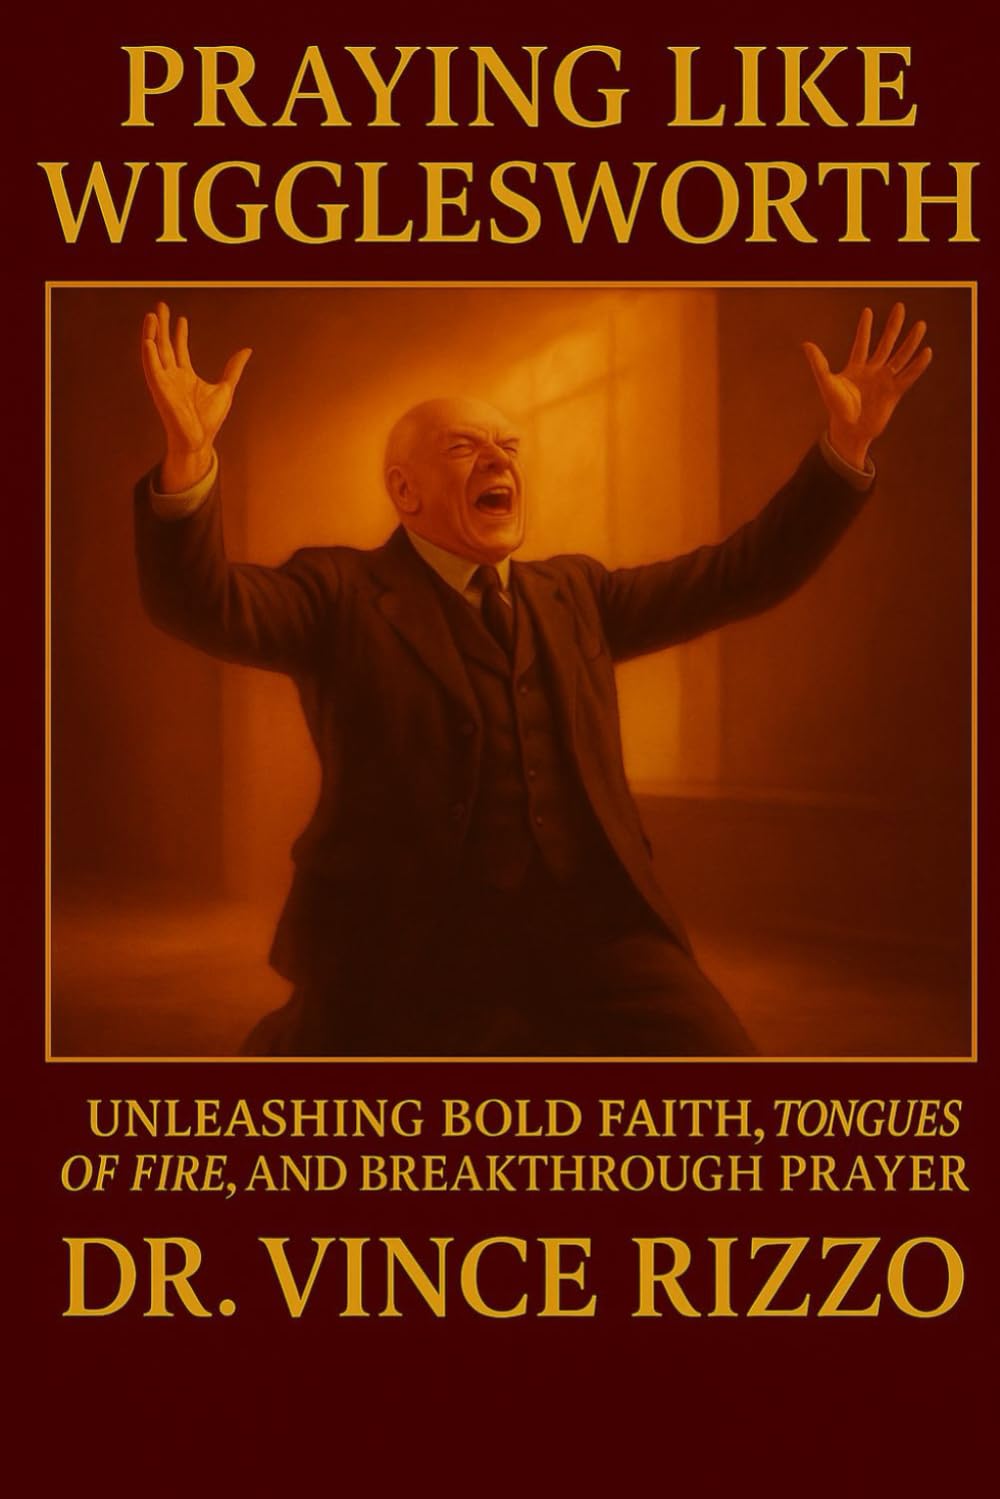 PRAYING LIKE
WIGGLESWORTH
UNLEASHING BOLD FAITH, TONGUES
OF FIRE, AND BREAKTHROUGH PRAYER
DR. VINCE RIZZO